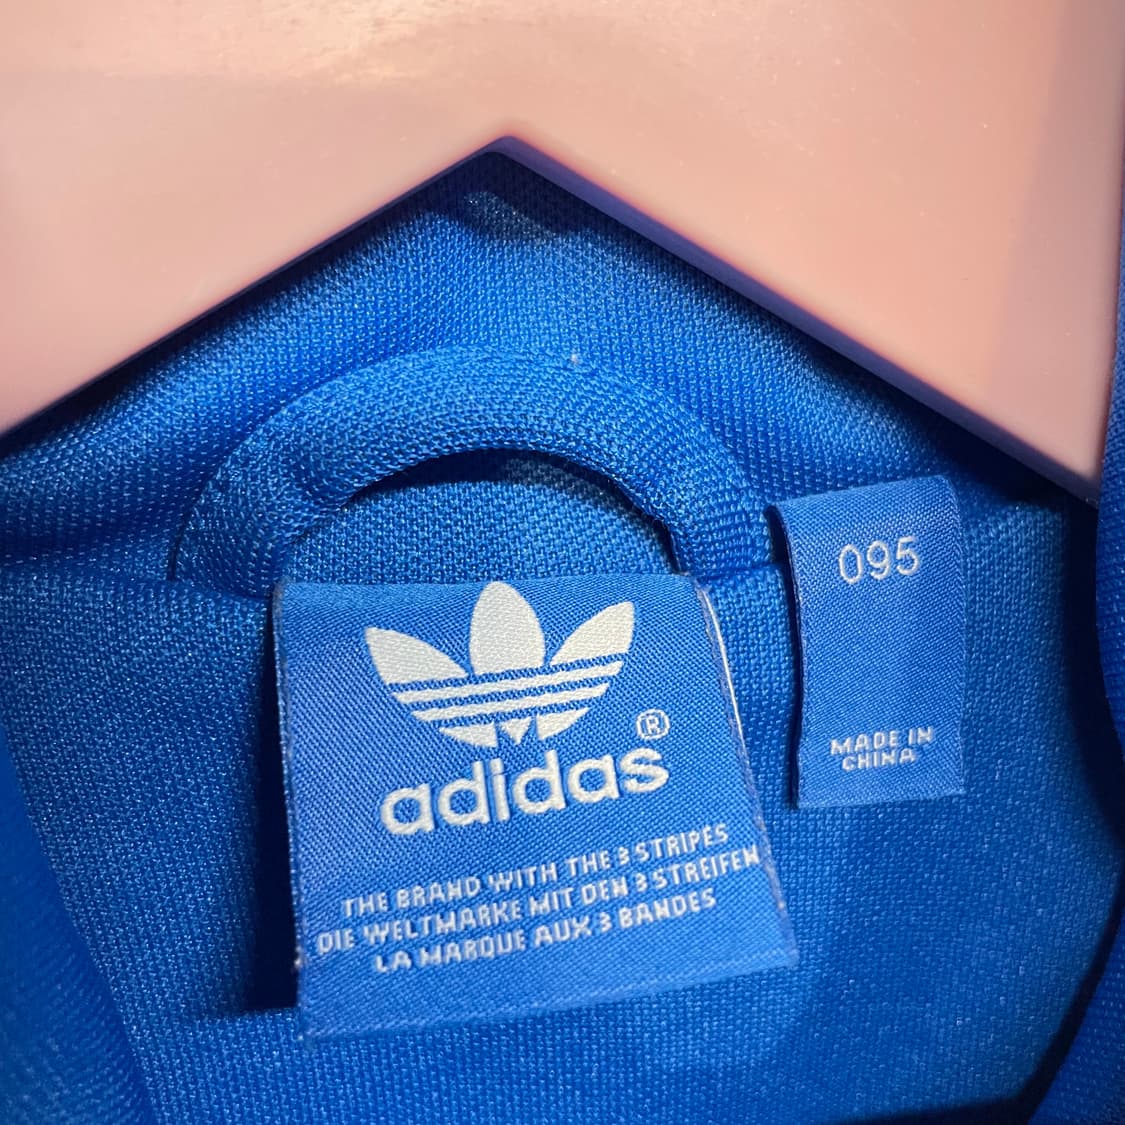 adidas®
THE BRAND WITH THE 3 STRIPES
DIE WELTMARKE MIT DEN 3 STREIFEN
LA MARQUE AUX 3 BANDES
095
MADE IN
CHINA